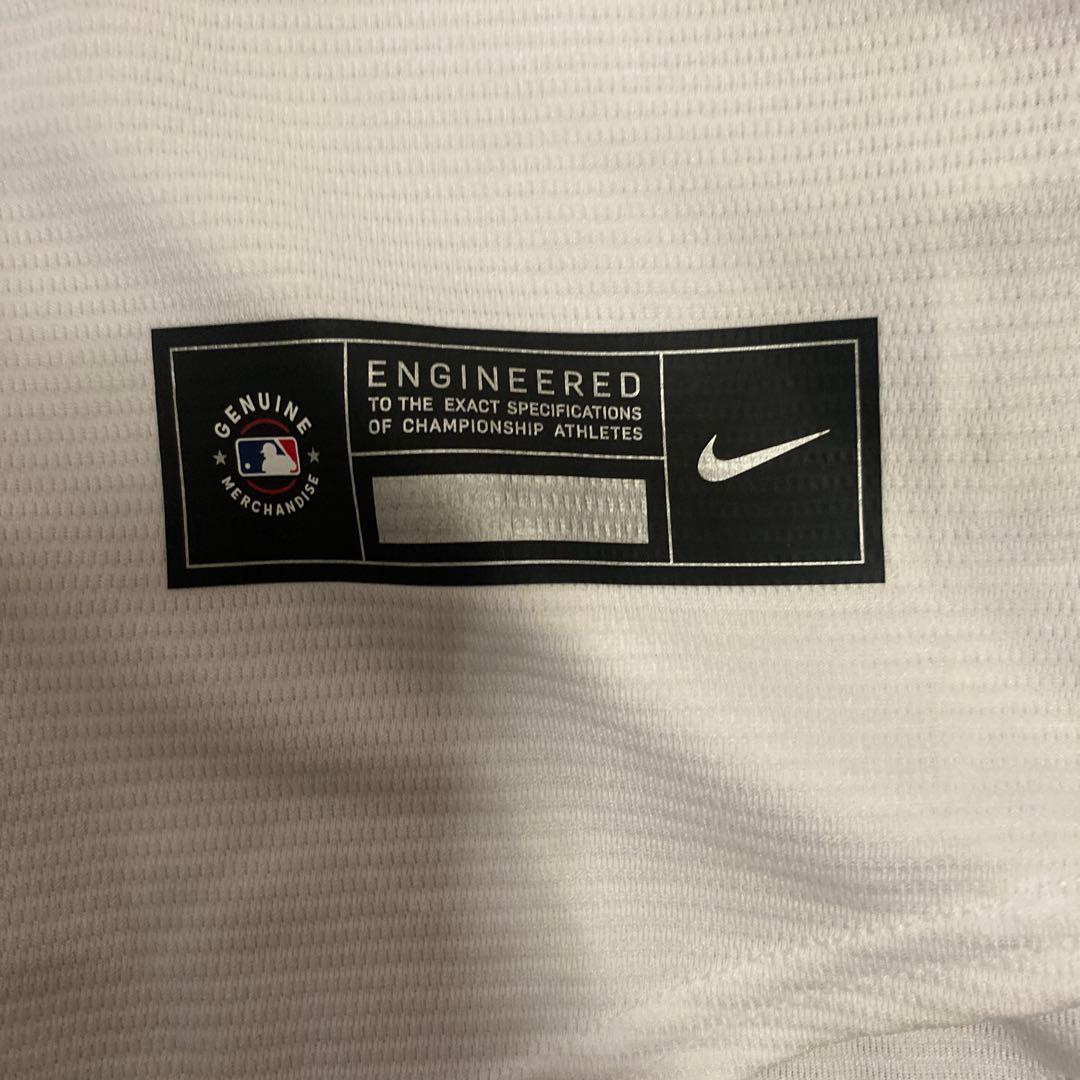 GENUINE
MERCHANDISE
ENGINEERED
TO THE EXACT SPECIFICATIONS
OF CHAMPIONSHIP ATHLETES